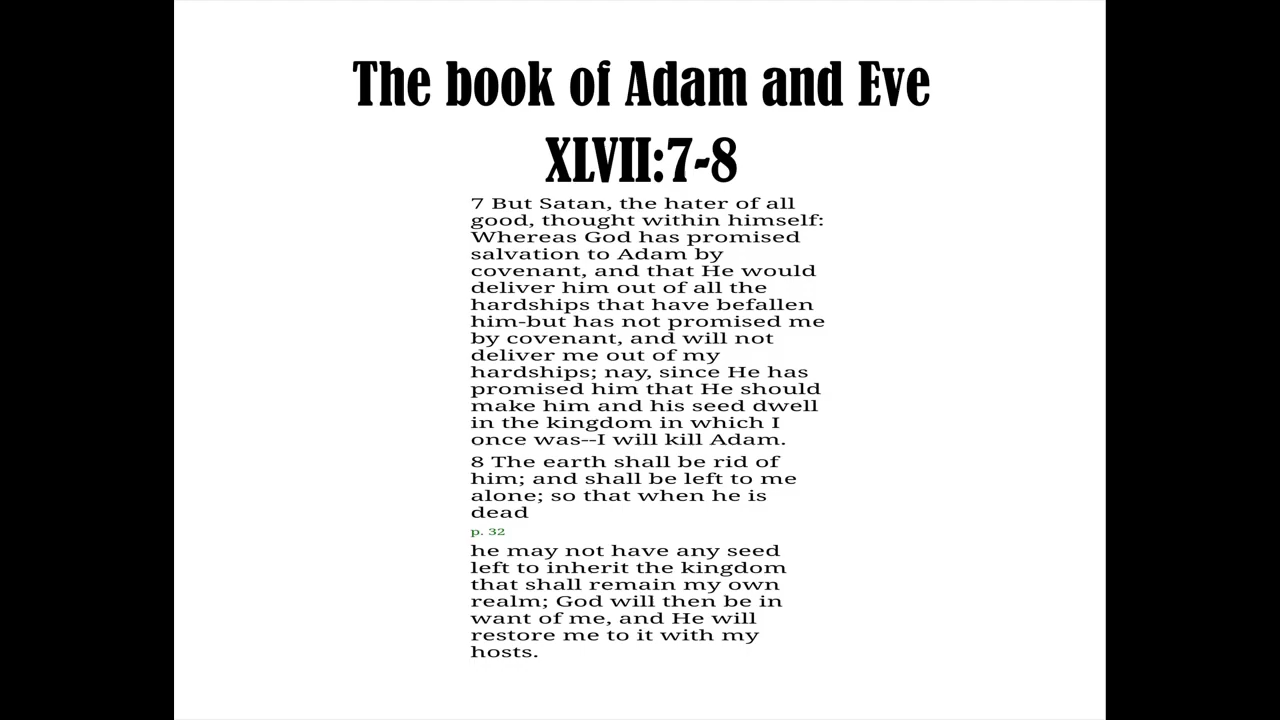 The book of Adam and Eve
XLVII:7-8
7 But Satan, the hater of all
good, thought within himself:
Whereas God has promised
salvation to Adam by
covenant, and that He would
deliver him out of all the
hardships that have befallen
him-but has not promised me
by covenant, and will not
deliver me out of my
hardships; nay, since He has
promised him that He should
make him and his seed dwell
in the kingdom in which I
once was--I will kill Adam.
8 The earth shall be rid of
him; and shall be left to me
alone; so that when he is
dead
p. 32
he may not have any seed
left to inherit the kingdom
that shall remain my own
realm; God will then be in
want of me, and He will
restore me to it with my
hosts.